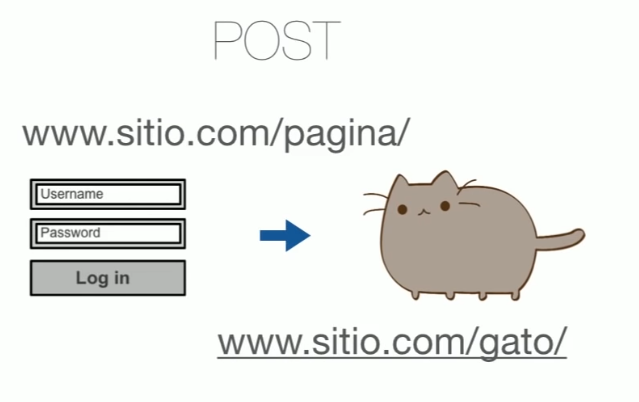 POST
www.sitio.com/pagina/
Username
Password
Log in
www.sitio.com/gato/